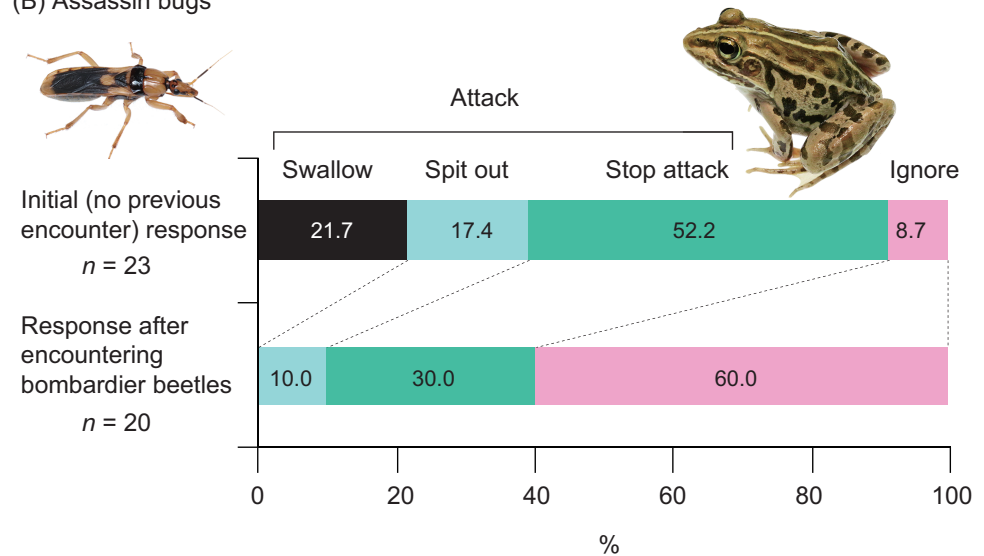 (B) Assassin bugs
Attack
Swallow Spit out Stop attack Ignore
Initial (no previous
encounter) response
n = 23
21.7 17.4 52.2 8.7
Response after
encountering
bombardier beetles
n = 20
10.0 30.0 60.0
0 20 40 60 80 100
%